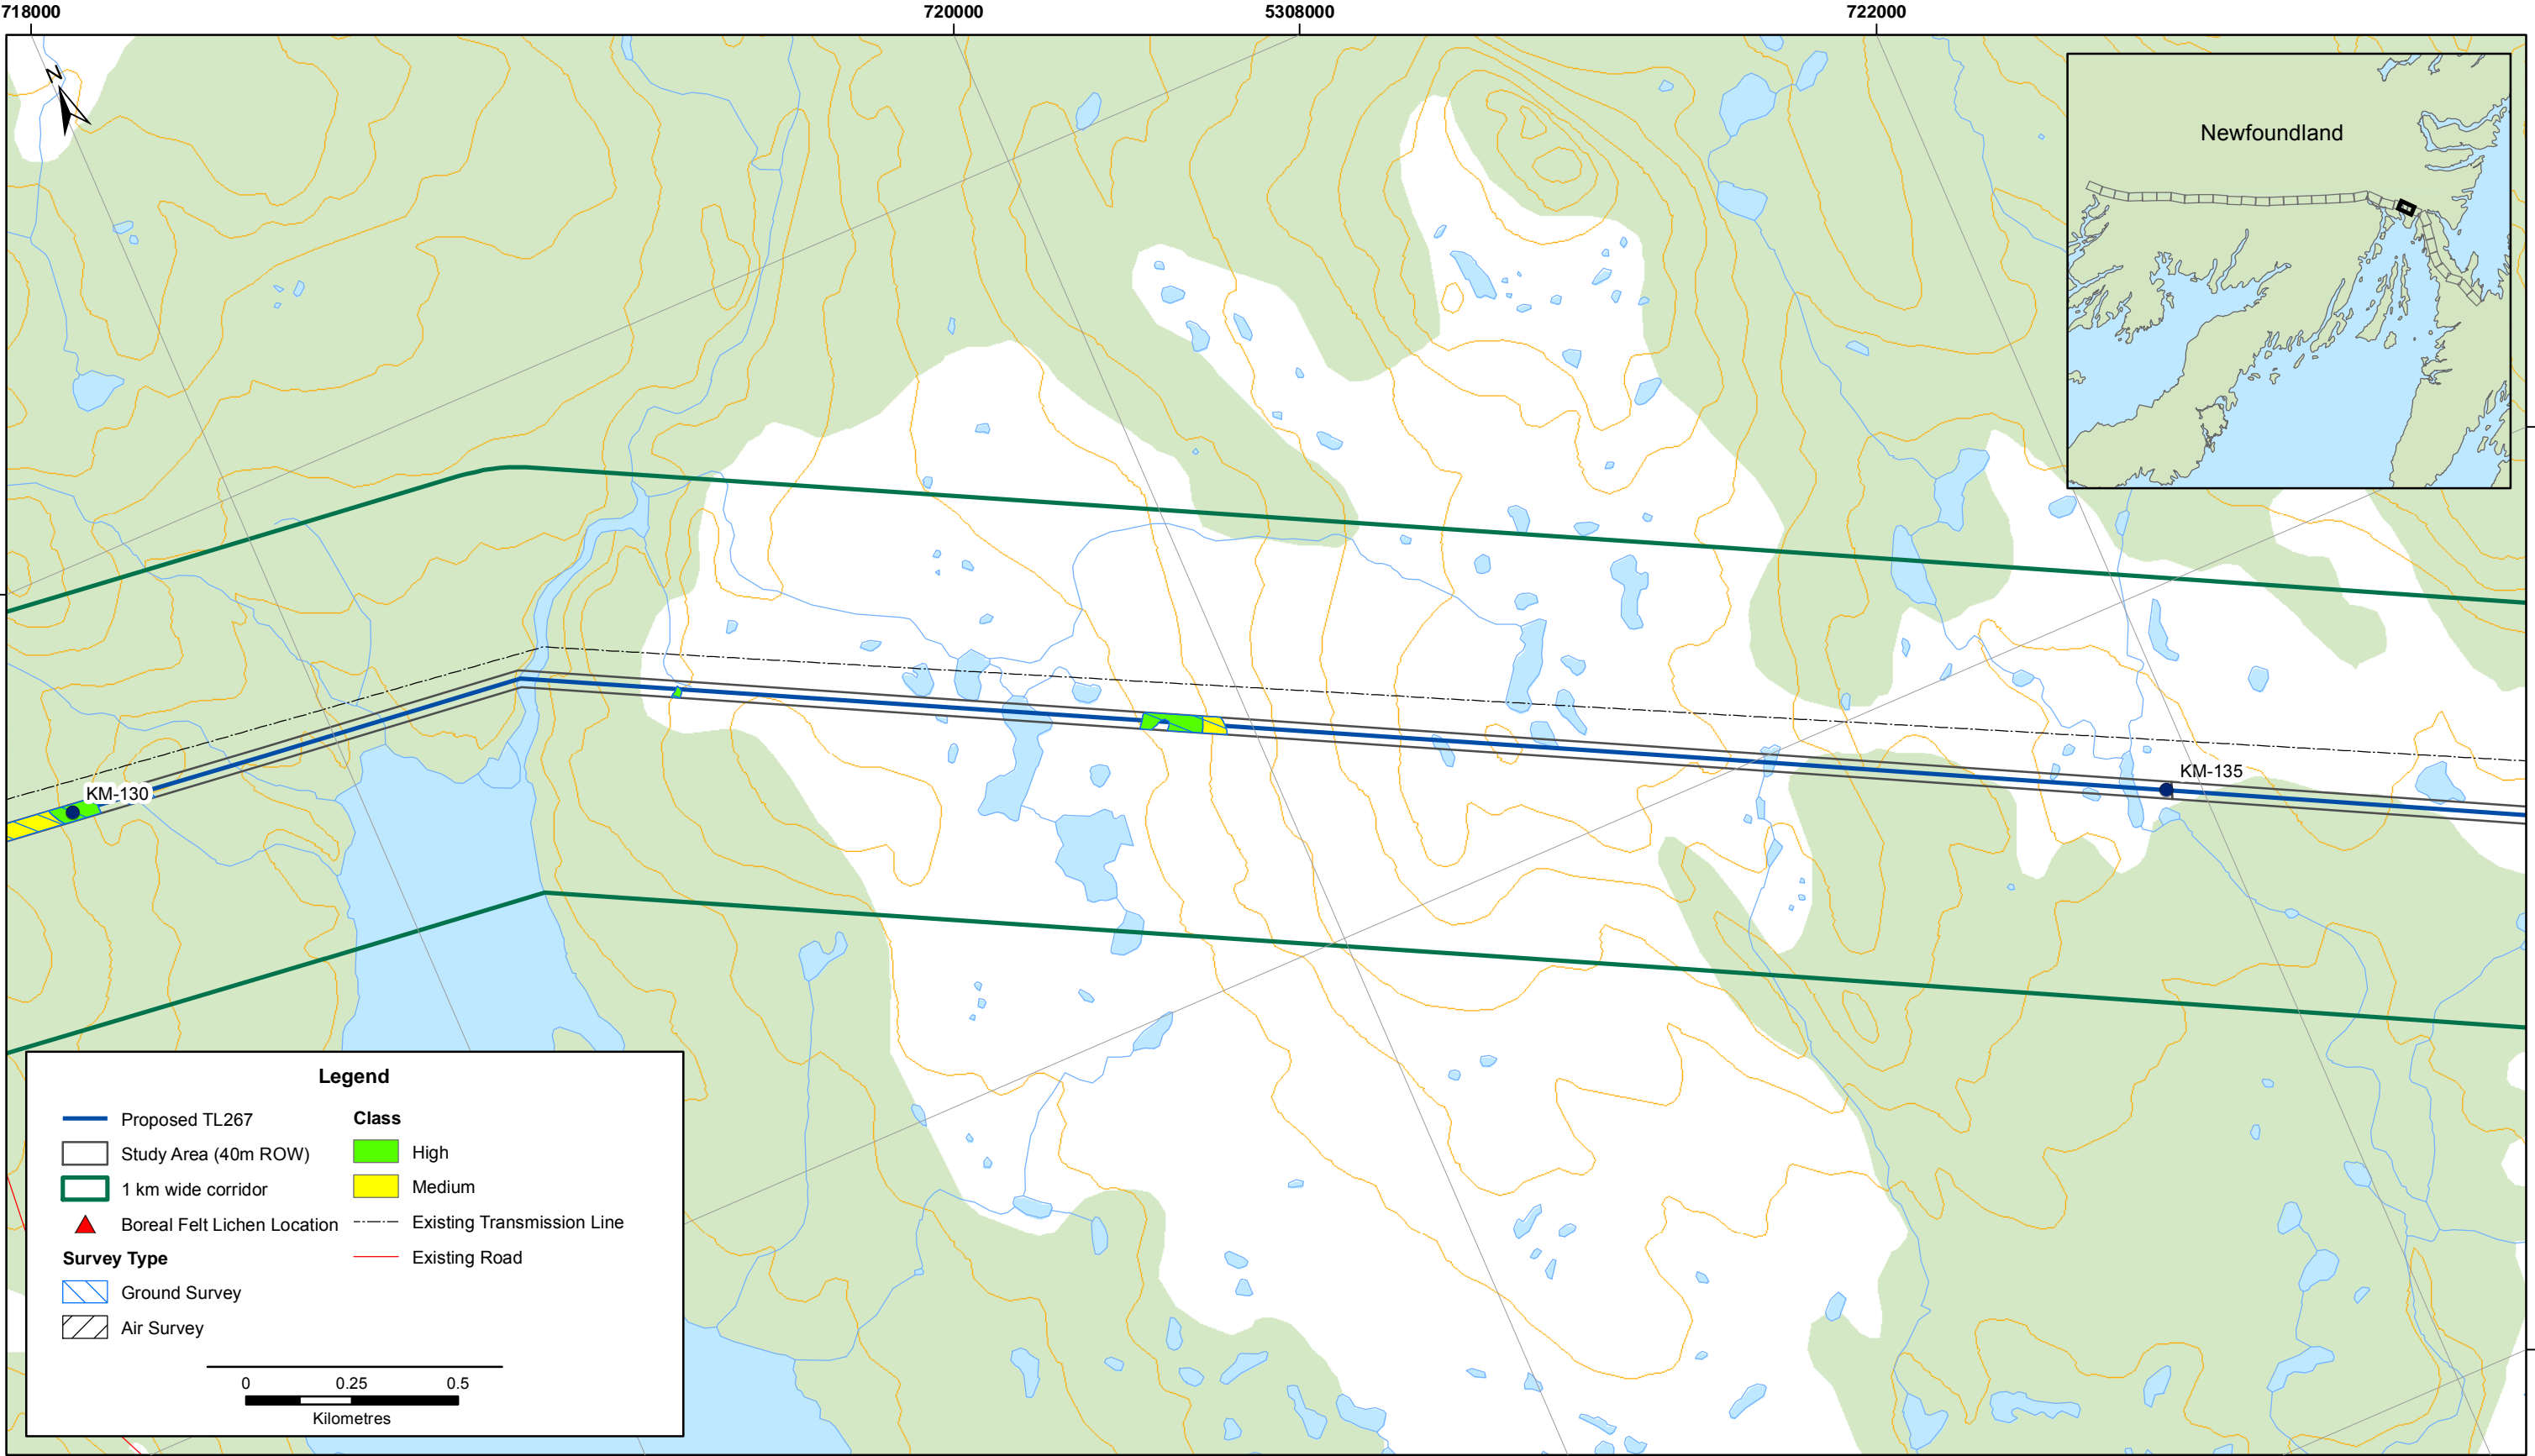 718000
720000
5308000
722000
N
Newfoundland
KM-130
KM-135
Legend
Proposed TL267
Study Area (40m ROW)
1 km wide corridor
Boreal Felt Lichen Location
Survey Type
Ground Survey
Air Survey
Class
High
Medium
Existing Transmission Line
Existing Road
0 0.25 0.5
Kilometres